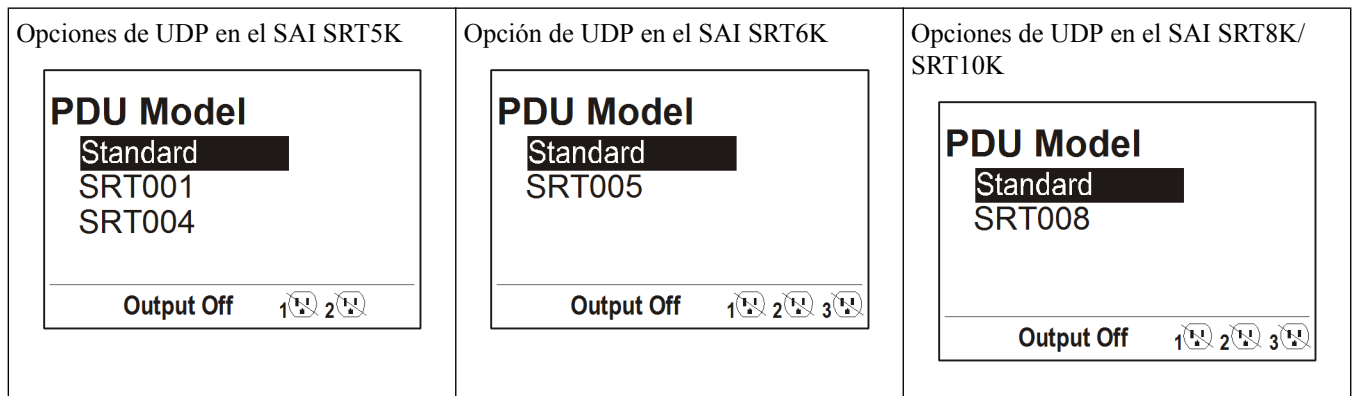 Opciones de UDP en el SAI SRT5K
PDU Model
Standard
SRT001
SRT004
Output Off 1 2
Opción de UDP en el SAI SRT6K
PDU Model
Standard
SRT005
Output Off 1 2 3
Opciones de UDP en el SAI SRT8K/
SRT10K
PDU Model
Standard
SRT008
Output Off 1 2 3